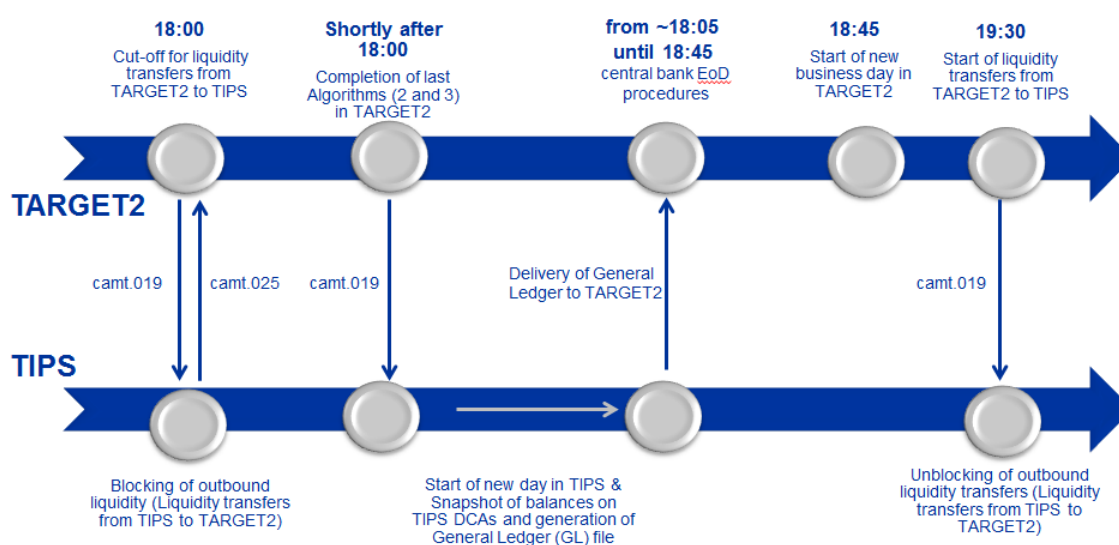 18:00
Cut-off for liquidity
transfers from
TARGET2 to TIPS
Shortly after
18:00
Completion of last
Algorithms (2 and 3)
in TARGET2
from ~18:05
until 18:45
central bank EoD
procedures
18:45
Start of new
business day in
TARGET2
19:30
Start of liquidity
transfers from
TARGET2 to TIPS
TARGET2
camt.019
camt.025
camt.019
Delivery of General
Ledger to TARGET2
camt.019
TIPS
Blocking of outbound
liquidity (Liquidity transfers
from TIPS to TARGET2)
Start of new day in TIPS &
Snapshot of balances on
TIPS DCAs and generation of
General Ledger (GL) file
Unblocking of outbound
liquidity transfers (Liquidity
transfers from TIPS to
TARGET2)